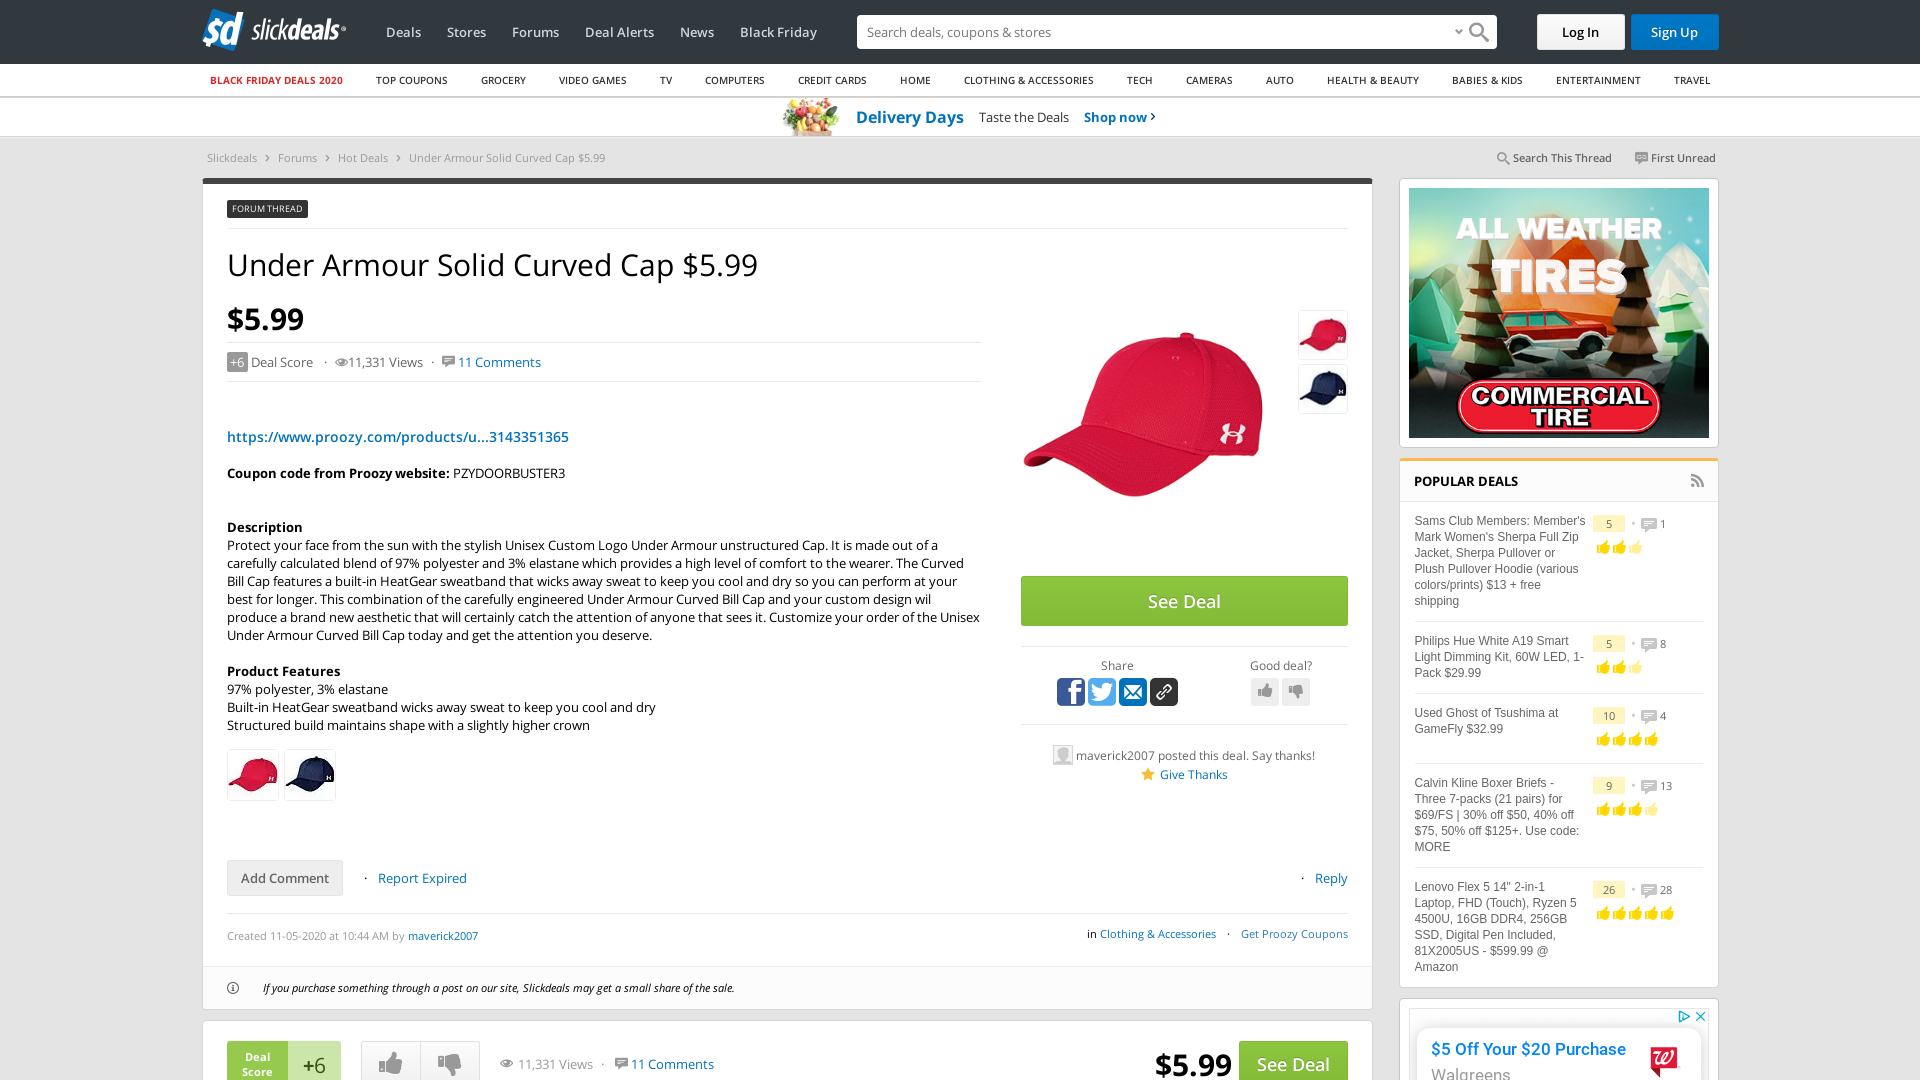 sd slickdeals
Deals Stores Forums Deal Alerts News Black Friday
Search deals, coupons & stores
Log In Sign Up
BLACK FRIDAY DEALS 2020 TOP COUPONS GROCERY VIDEO GAMES TV COMPUTERS CREDIT CARDS HOME CLOTHING & ACCESSORIES TECH CAMERAS AUTO HEALTH & BEAUTY BABIES & KIDS ENTERTAINMENT TRAVEL
Delivery Days Taste the Deals Shop now ›
Slickdeals › Forums › Hot Deals › Under Armour Solid Curved Cap $5.99
Search This Thread First Unread
FORUM THREAD
Under Armour Solid Curved Cap $5.99
$5.99
+6 Deal Score · 11,331 Views · 11 Comments
https://www.proozy.com/products/u...3143351365
Coupon code from Proozy website: PZYDOORBUSTER3
Description
Protect your face from the sun with the stylish Unisex Custom Logo Under Armour unstructured Cap. It is made out of a
carefully calculated blend of 97% polyester and 3% elastane which provides a high level of comfort to the wearer. The Curved
Bill Cap features a built-in HeatGear sweatband that wicks away sweat to keep you cool and dry so you can perform at your
best for longer. This combination of the carefully engineered Under Armour Curved Bill Cap and your custom design wil
produce a brand new aesthetic that will certainly catch the attention of anyone that sees it. Customize your order of the Unisex
Under Armour Curved Bill Cap today and get the attention you deserve.
Product Features
97% polyester, 3% elastane
Built-in HeatGear sweatband wicks away sweat to keep you cool and dry
Structured build maintains shape with a slightly higher crown
See Deal
Share
Good deal?
maverick2007 posted this deal. Say thanks!
Give Thanks
Add Comment · Report Expired
· Reply
Created 11-05-2020 at 10:44 AM by maverick2007
in Clothing & Accessories · Get Proozy Coupons
If you purchase something through a post on our site, Slickdeals may get a small share of the sale.
Deal
Score
+6
11,331 Views · 11 Comments
$5.99
See Deal
ALL WEATHER
TIRES
COMMERCIAL
TIRE
POPULAR DEALS
Sams Club Members: Member's
Mark Women's Sherpa Full Zip
Jacket, Sherpa Pullover or
Plush Pullover Hoodie (various
colors/prints) $13 + free
shipping
5 • 1
Philips Hue White A19 Smart
Light Dimming Kit, 60W LED, 1-
Pack $29.99
5 • 8
Used Ghost of Tsushima at
GameFly $32.99
10 • 4
Calvin Kline Boxer Briefs -
Three 7-packs (21 pairs) for
$69/FS | 30% off $50, 40% off
$75, 50% off $125+. Use code:
MORE
9 • 13
Lenovo Flex 5 14" 2-in-1
Laptop, FHD (Touch), Ryzen 5
4500U, 16GB DDR4, 256GB
SSD, Digital Pen Included,
81X2005US - $599.99 @
Amazon
26 • 28
$5 Off Your $20 Purchase
Walgreens